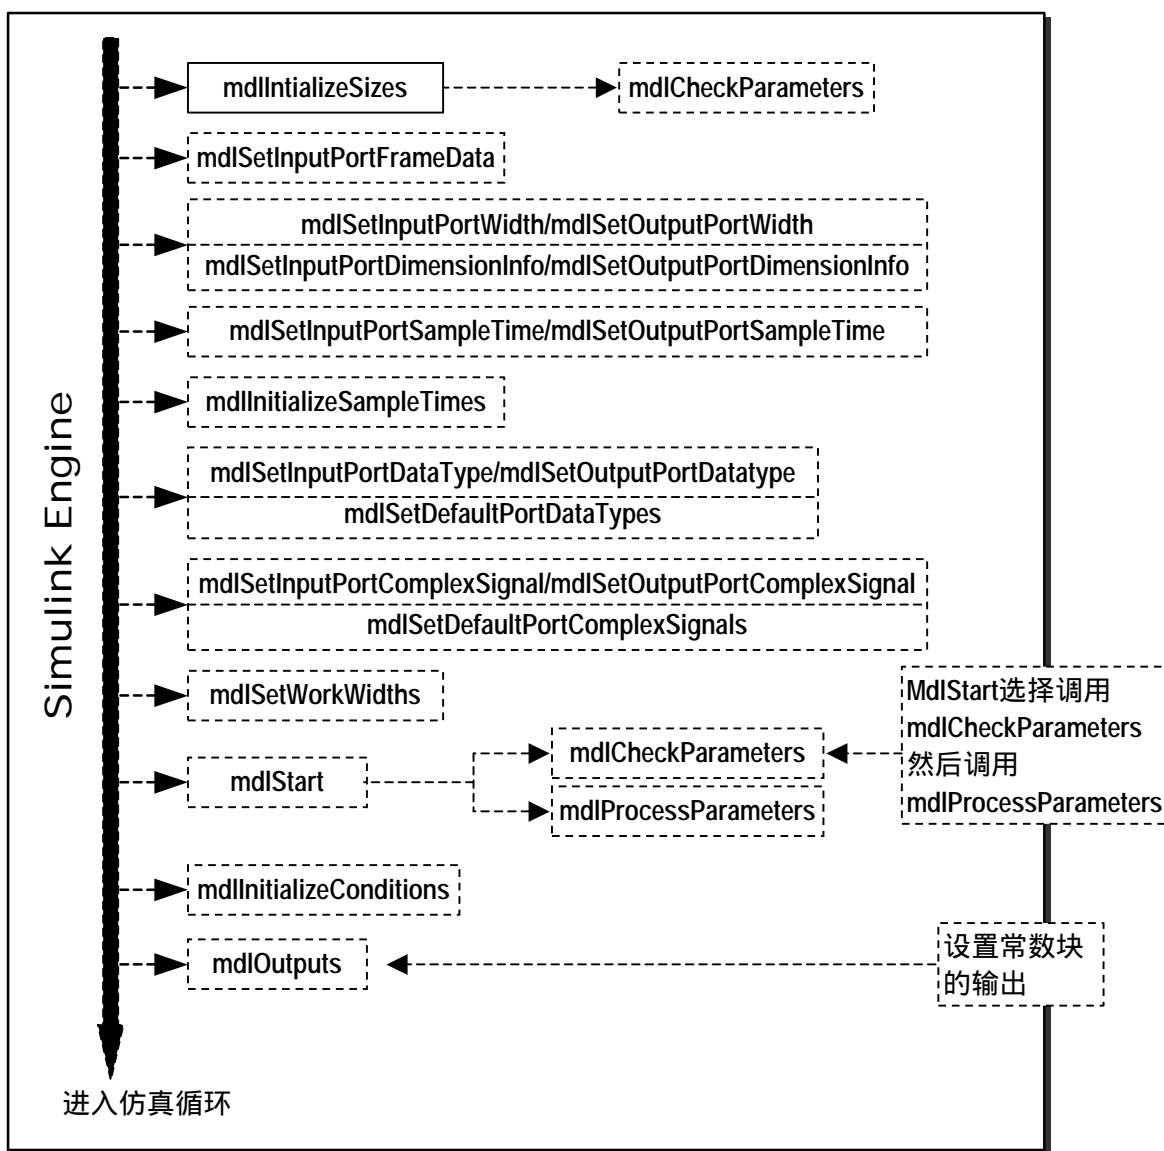 mdlIntializeSizes
mdlCheckParameters
mdlSetInputPortFrameData
mdlSetInputPortWidth/mdlSetOutputPortWidth
mdlSetInputPortDimensionInfo/mdlSetOutputPortDimensionInfo
mdlSetInputPortSampleTime/mdlSetOutputPortSampleTime
mdlInitializeSampleTimes
mdlSetInputPortDataType/mdlSetOutputPortDatatype
mdlSetDefaultPortDataTypes
mdlSetInputPortComplexSignal/mdlSetOutputPortComplexSignal
mdlSetDefaultPortComplexSignals
Simulink Engine
mdlSetWorkWidths
mdlStart
mdlCheckParameters
mdlProcessParameters
MdlStart选择调用
mdlCheckParameters
然后调用
mdlProcessParameters
mdlInitializeConditions
mdlOutputs
设置常数块
的输出
进入仿真循环